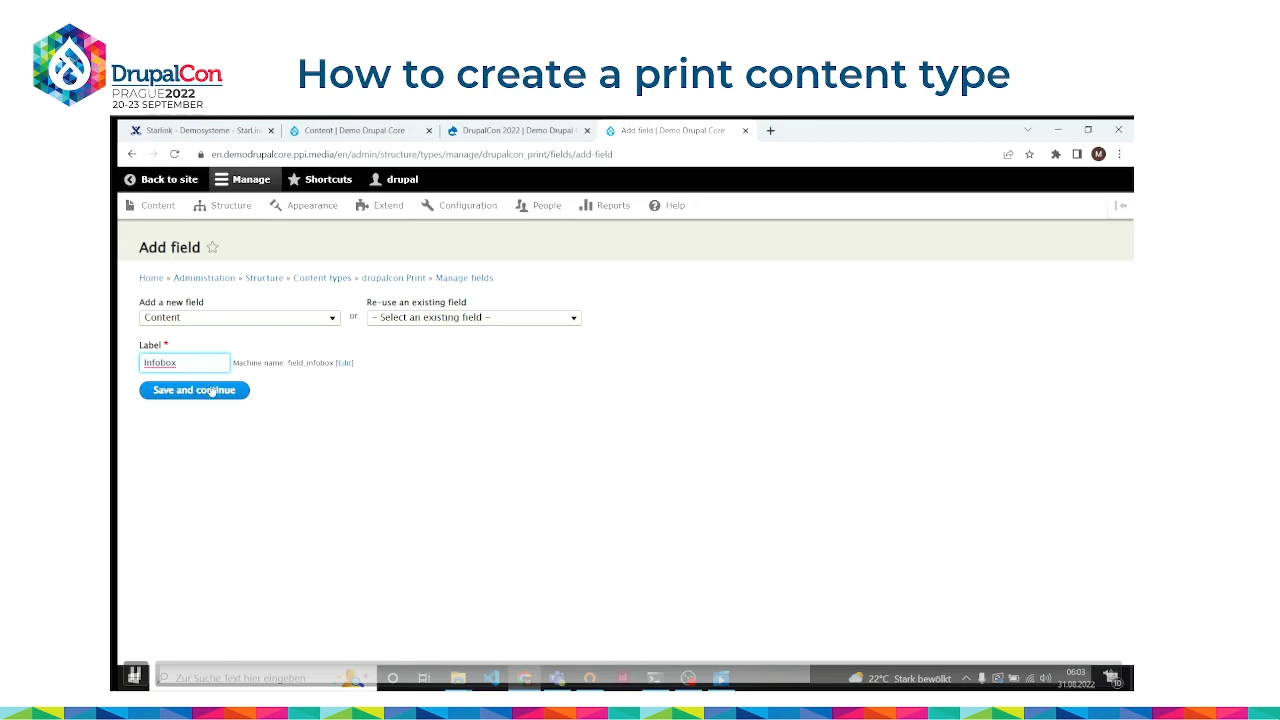 DrupalCon
PRAGUE2022
20-23 SEPTEMBER
How to create a print content type
Starlink - Demosysteme - StarLin
Content | Demo Drupal Core
DrupalCon 2022 | Demo Drupal C
Add field | Demo Drupal Core
en.demodrupalcore.ppi.media/en/admin/structure/types/manage/drupalcon_print/fields/add-field
M
Back to site
Manage
Shortcuts
drupal
Content
Structure
Appearance
Extend
Configuration
People
Reports
Help
Add field
Home » Administration » Structure » Content types » drupalcon Print » Manage fields
Add a new field
Re-use an existing field
Content
or
- Select an existing field -
Label *
Infobox
Machine name: field_infobox [Edit]
Save and continue
Zur Suche Text hier eingeben
22°C Stark bewölkt
06:03
31.08.2022
10